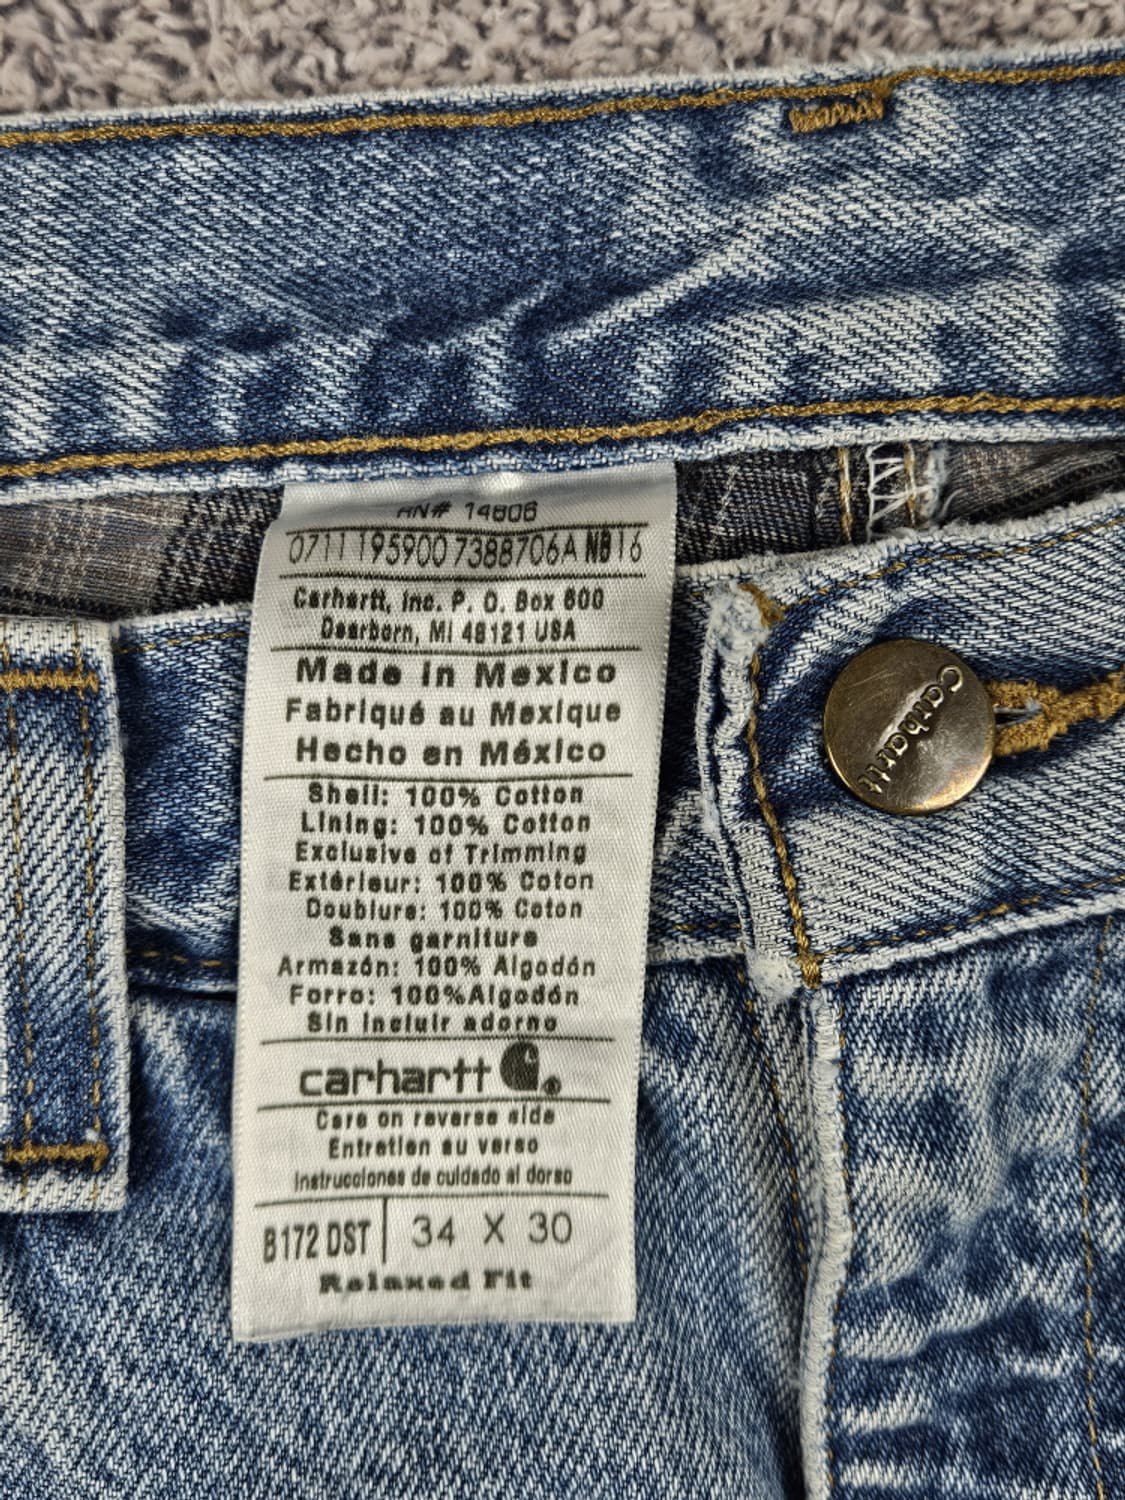 RN# 14806
0711 195900 7388706A NB16
Carhartt, Inc. P. O. Box 600
Dearborn, MI 48121 USA
Made in Mexico
Fabriqué au Mexique
Hecho en México
Shell: 100% Cotton
Lining: 100% Cotton
Exclusive of Trimming
Extérieur: 100% Coton
Doublure: 100% Coton
Sans garniture
Armazón: 100% Algodón
Forro: 100%Algodón
Sin incluir adorno
carhartt ®
Care on reverse side
Entretien au verso
Instrucciones de cuidado al dorso
B172 DST 34 X 30
Relaxed Fit
Carhartt